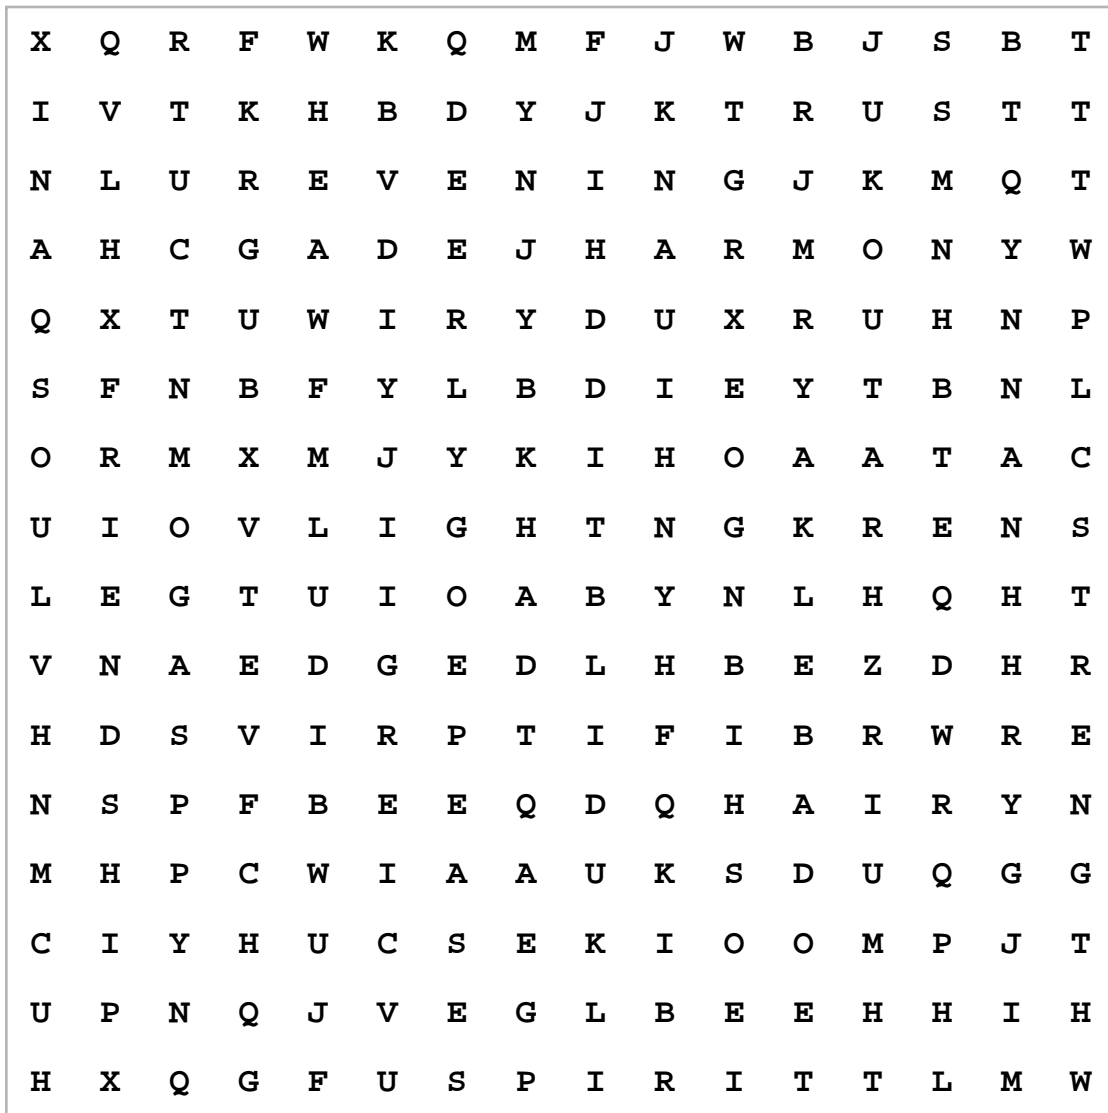 X Q R F W K Q M F J W B J S B T
I V T K H B D Y J K T R U S T T
N L U R E V E N I N G J K M Q T
A H C G A D E J H A R M O N Y W
Q X T U W I R Y D U X R U H N P
S F N B F Y L B D I E Y T B N L
O R M X M J Y K I H O A A T A C
U I O V L I G H T N G K R E N S
L E G T U I O A B Y N L H Q H T
V N A E D G E D L H B E Z D H R
H D S V I R P T I F I B R W R E
N S P F B E E Q D Q H A I R Y N
M H P C W I A A U K S D U Q G G
C I Y H U C S E K I O O M P J T
U P N Q J V E G L B E E H H I H
H X Q G F U S P I R I T T L M W